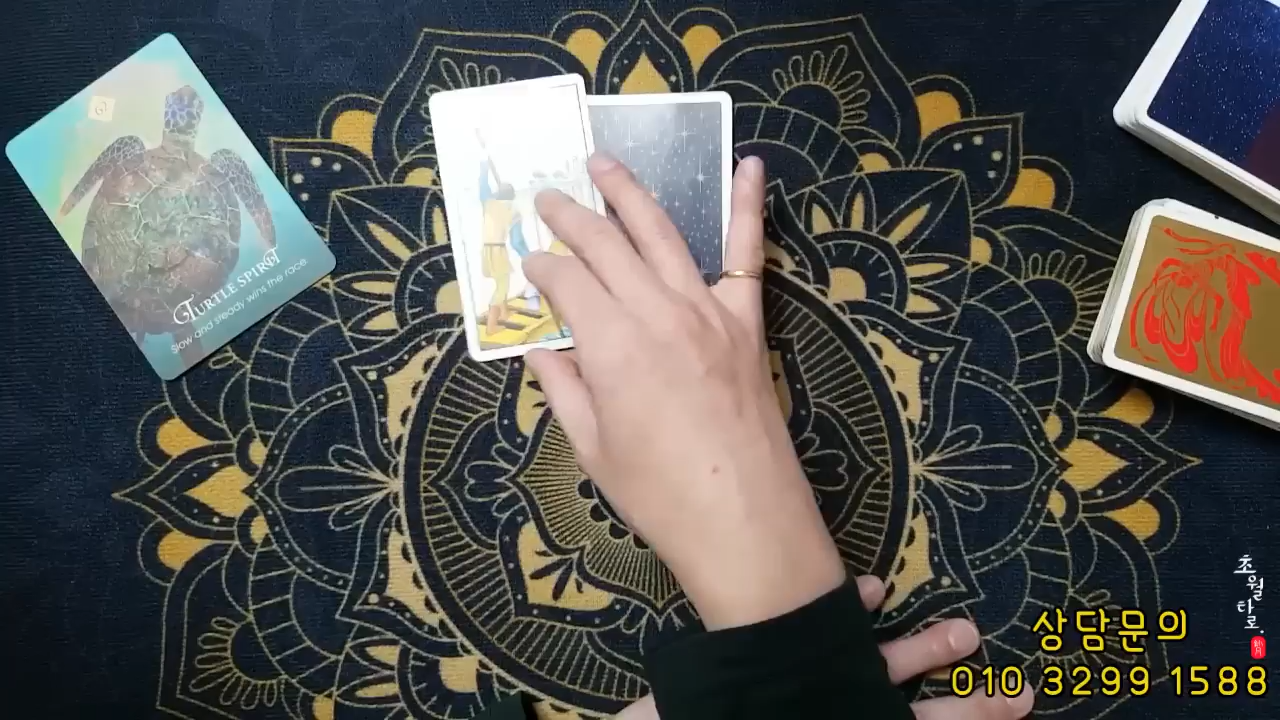 TURTLE SPIRIT
Slow and steady wins the race
초월타로.
상담문의
010 3299 1588